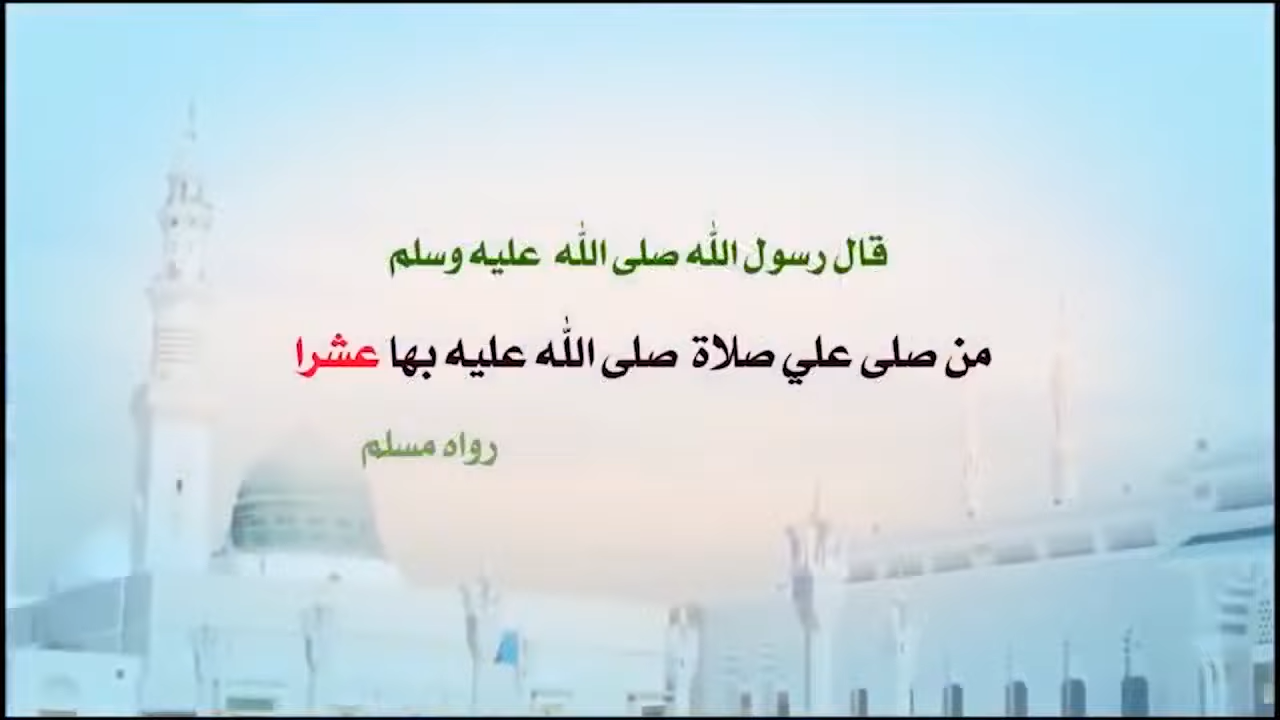 قال رسول الله صلى الله عليه وسلم
من صلى علي صلاة صلى الله عليه بها عشرا
رواه مسلم